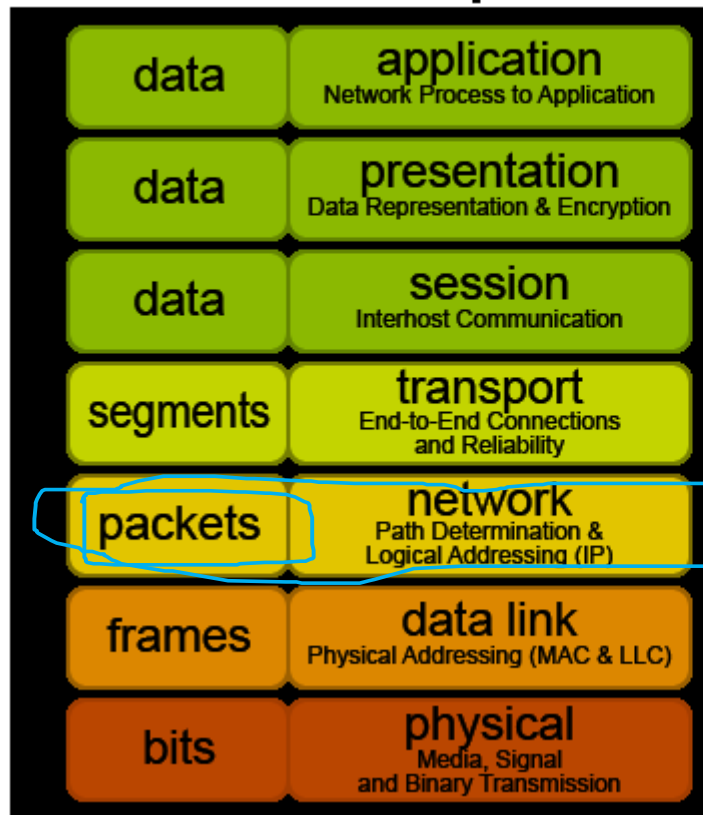 data
application
Network Process to Application
data
presentation
Data Representation & Encryption
data
session
Interhost Communication
segments
transport
End-to-End Connections
and Reliability
packets
network
Path Determination &
Logical Addressing (IP)
frames
data link
Physical Addressing (MAC & LLC)
bits
physical
Media, Signal
and Binary Transmission